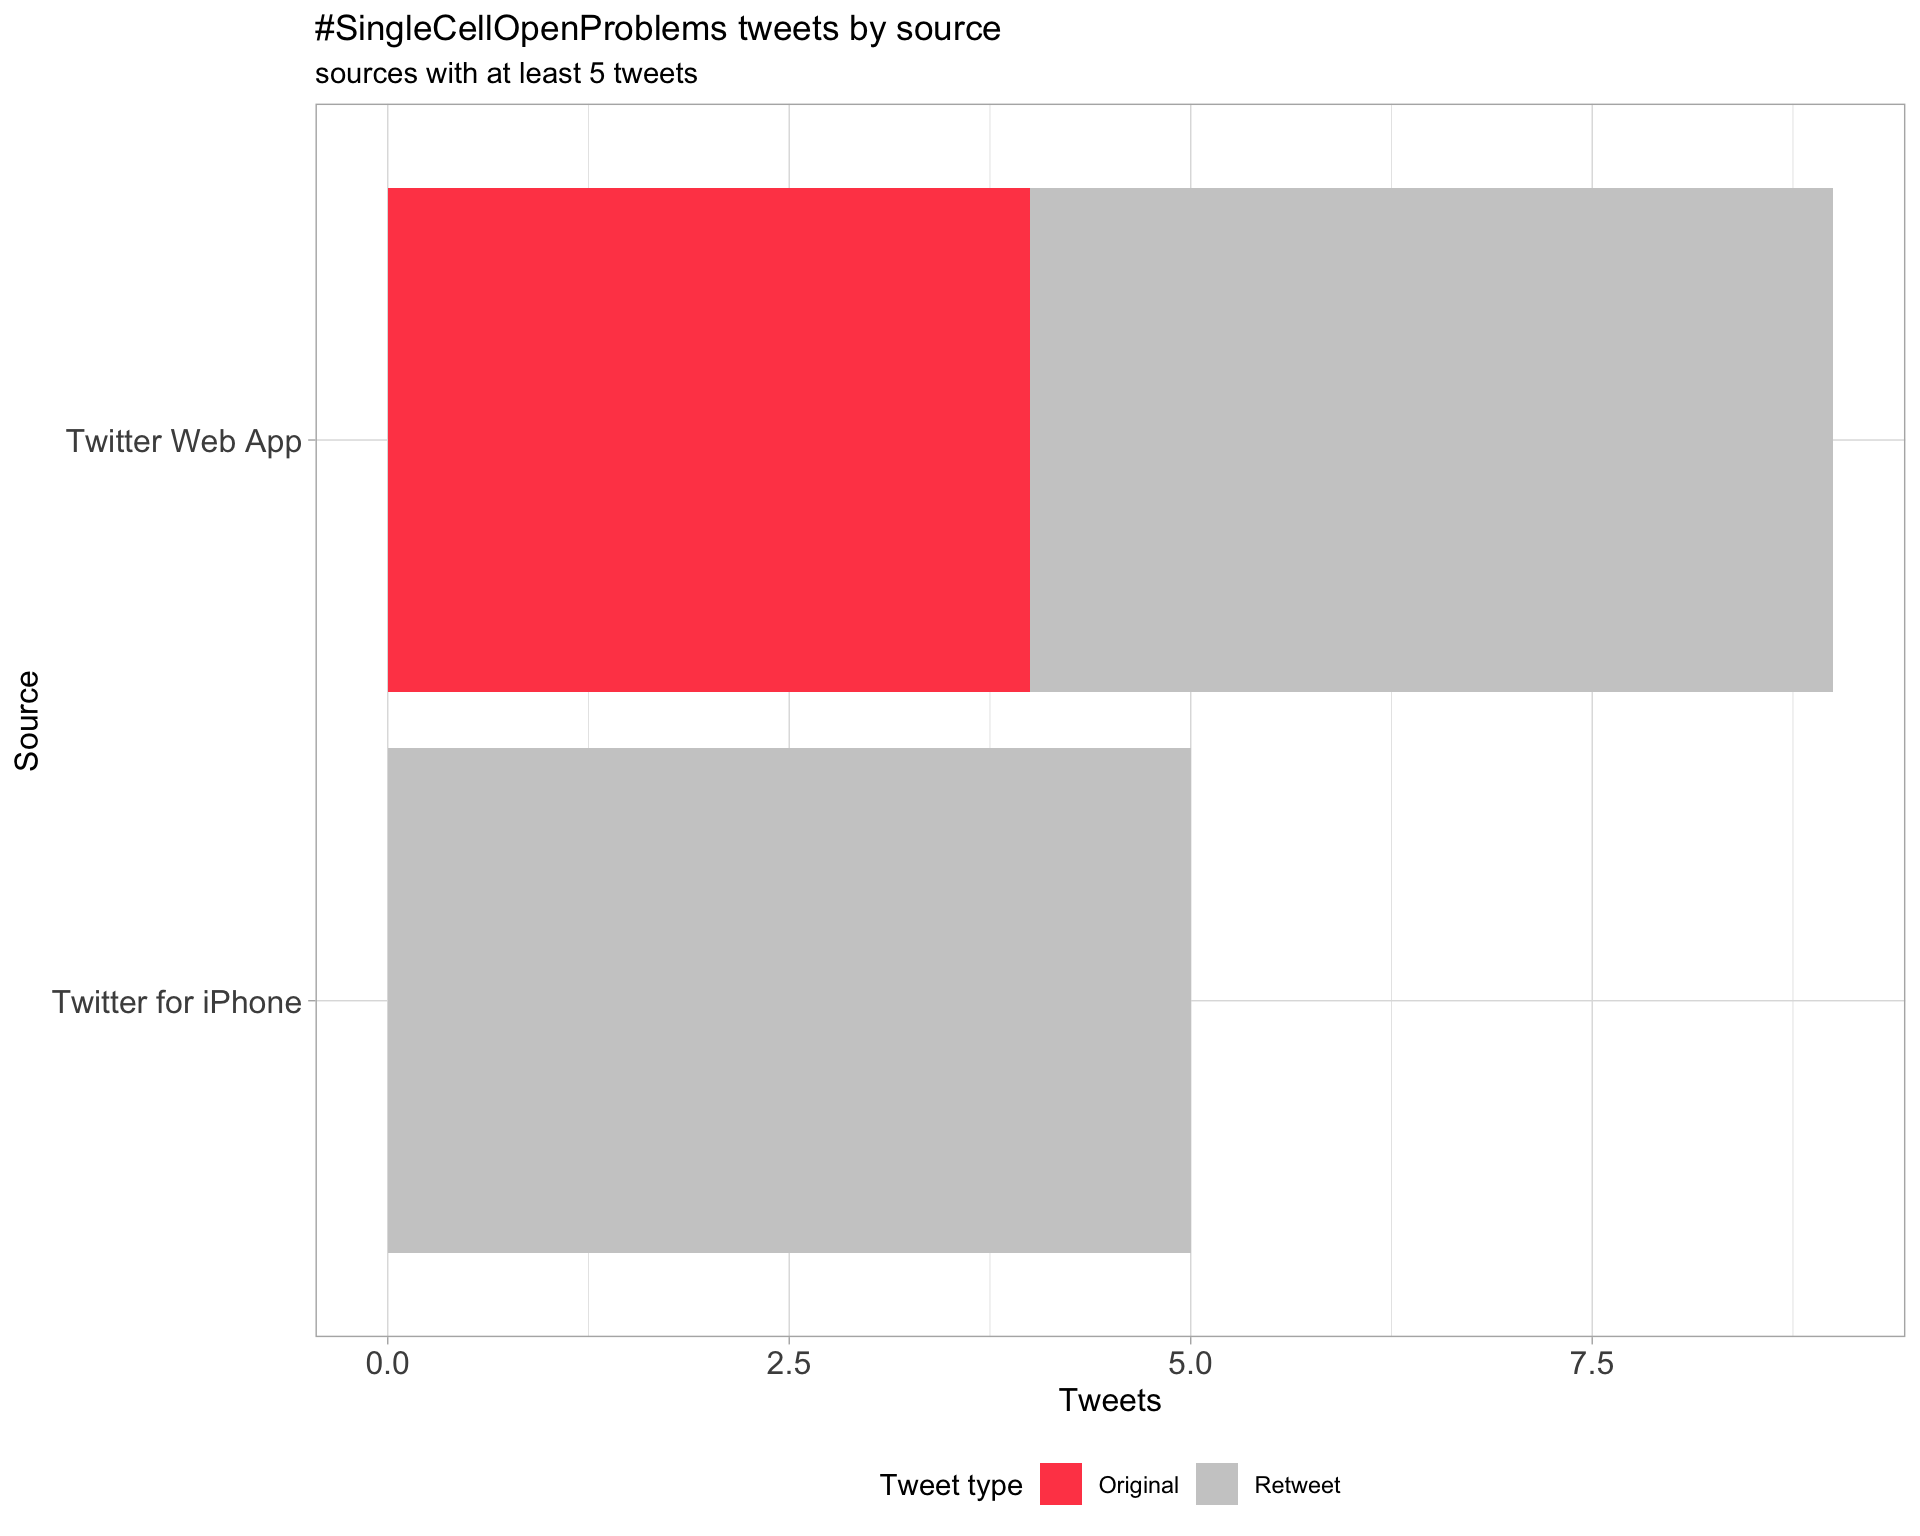 #SingleCellOpenProblems tweets by source
sources with at least 5 tweets
Source
Twitter Web App
Twitter for iPhone
0.0 2.5 5.0 7.5
Tweets
Tweet type Original Retweet